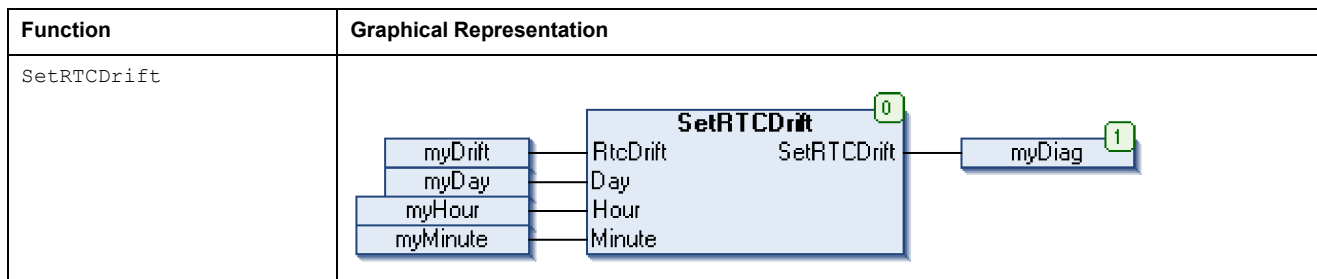 Function Graphical Representation
SetRTCDrift
0
SetRTCDrift
1
myDrift RtcDrift SetRTCDrift myDiag
myDay Day
myHour Hour
myMinute Minute